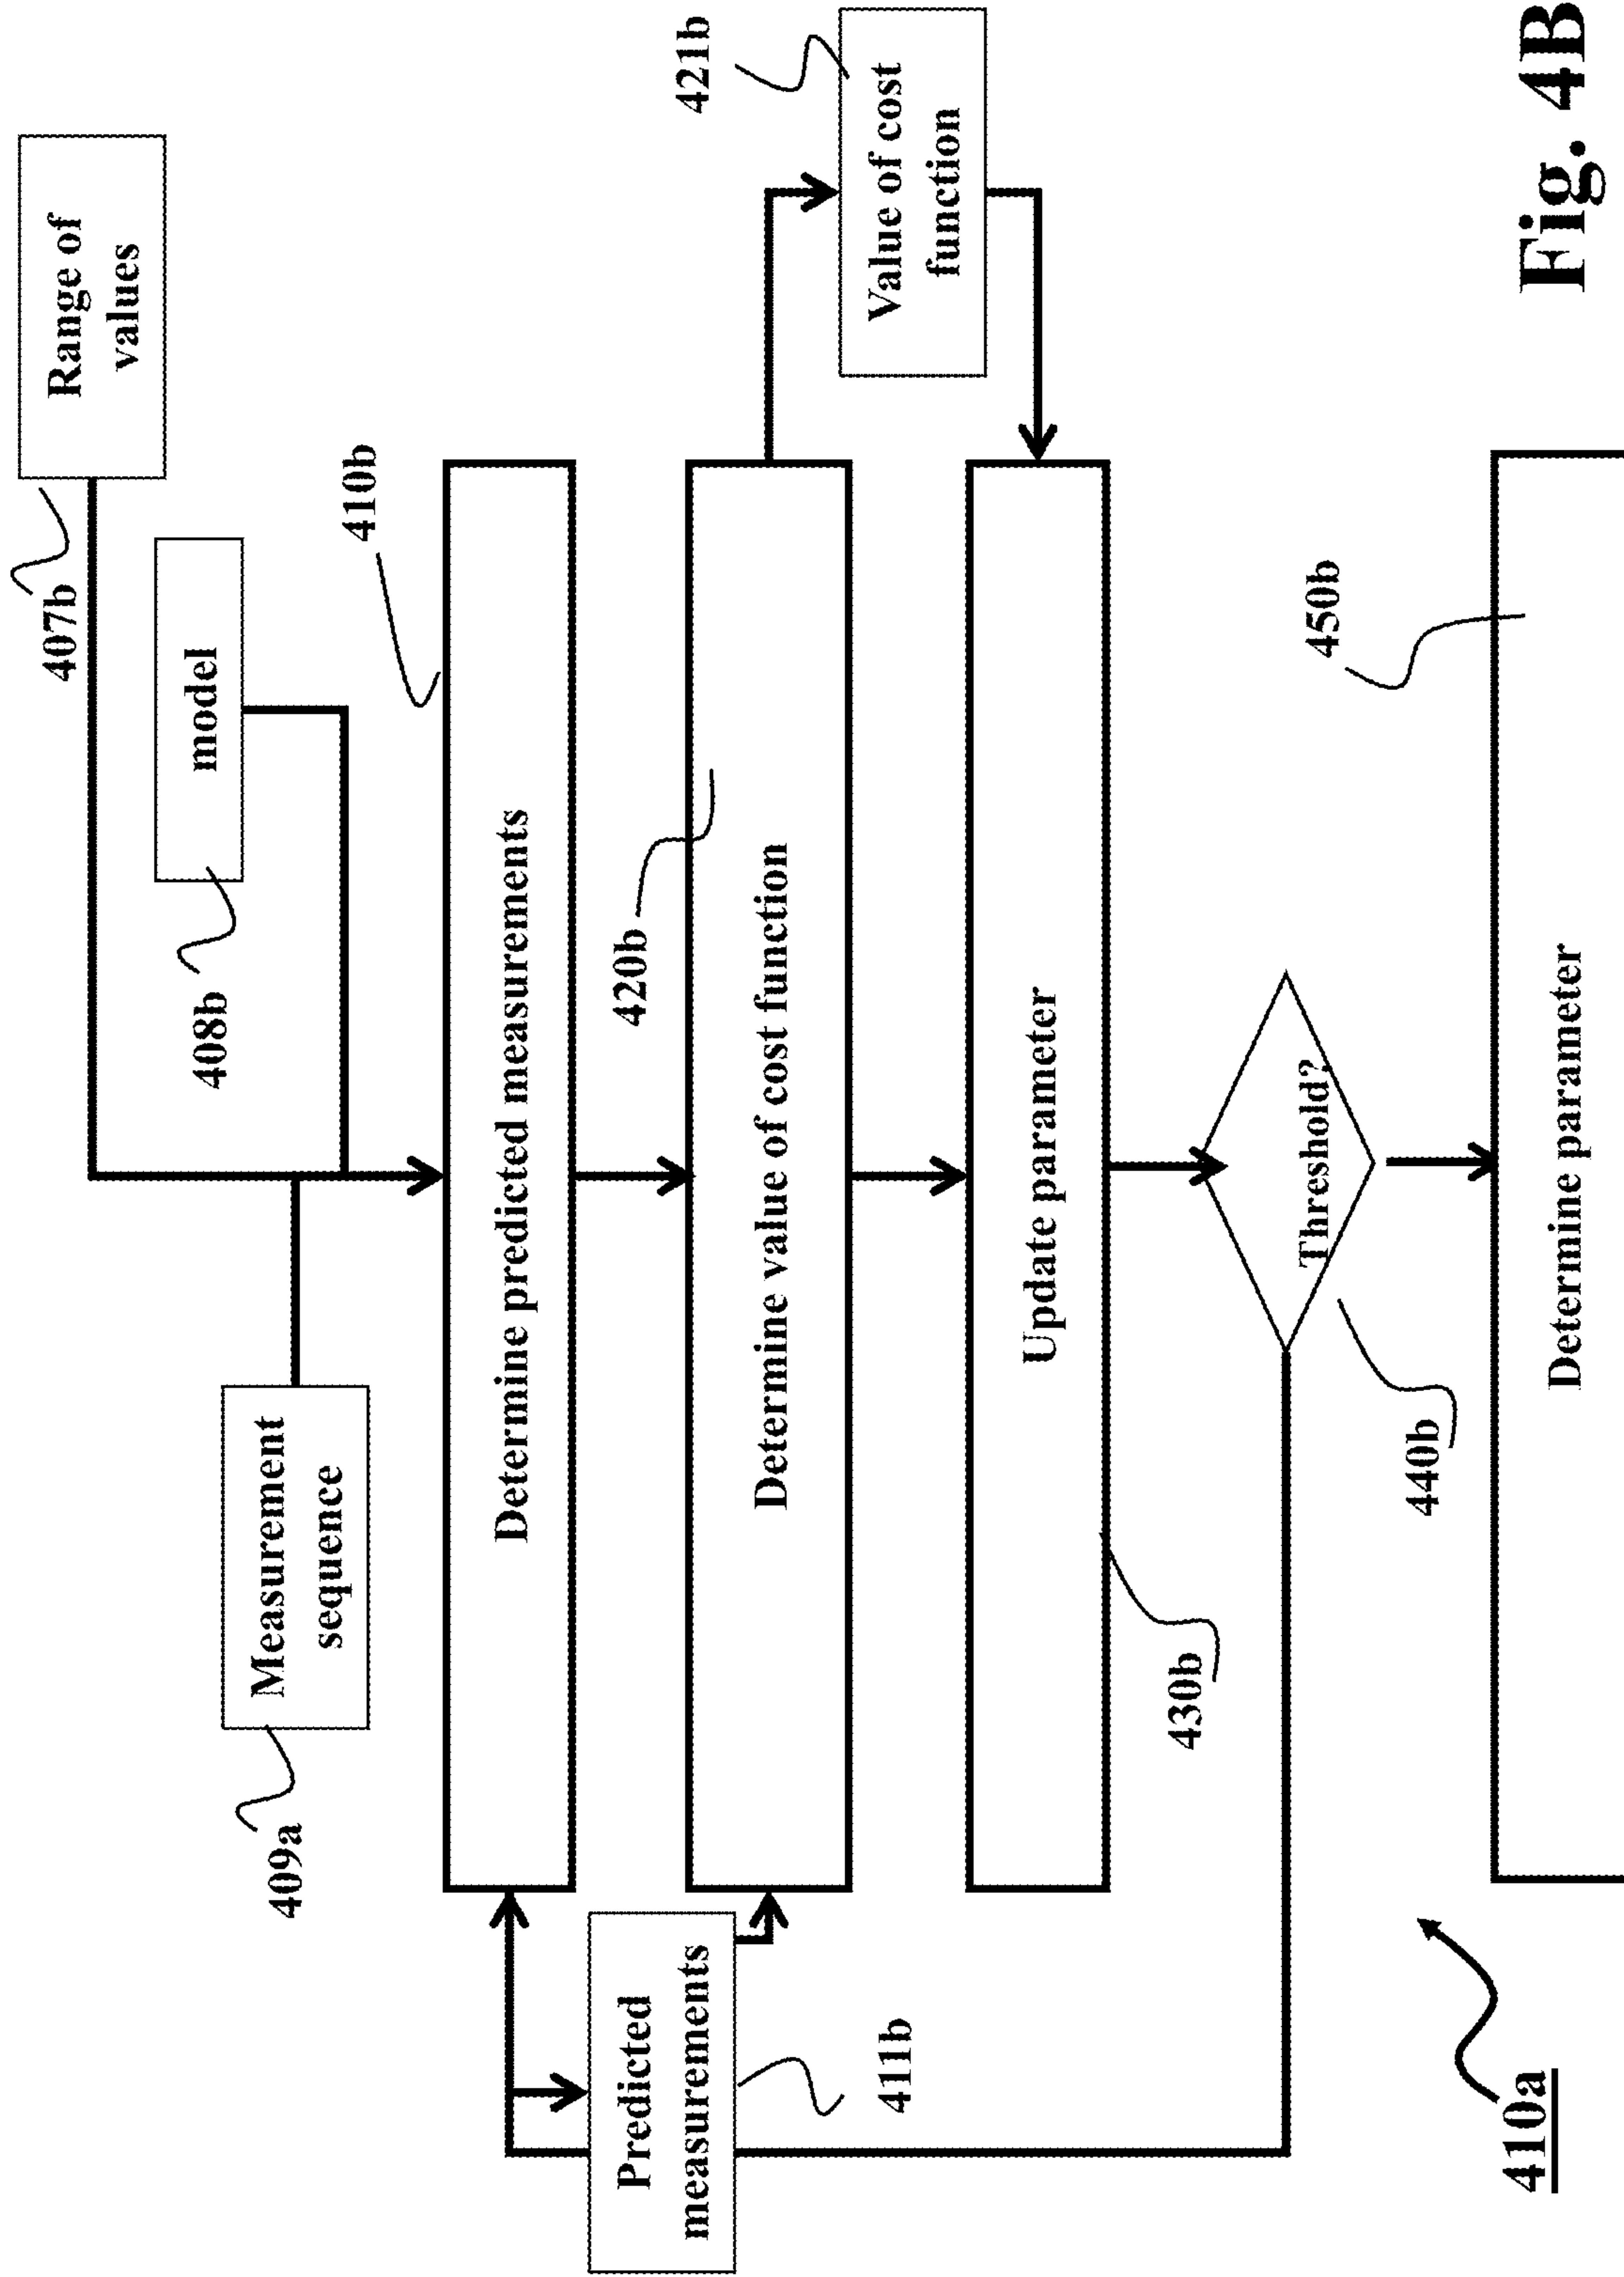 Range of
values
407b
model
408b
Measurement
sequence
409a
410b
Determine predicted measurements
Predicted
measurements
411b
420b
Determine value of cost function
421b
Value of cost
function
Update parameter
430b
Threshold?
440b
450b
Determine parameter
410a
Fig. 4B